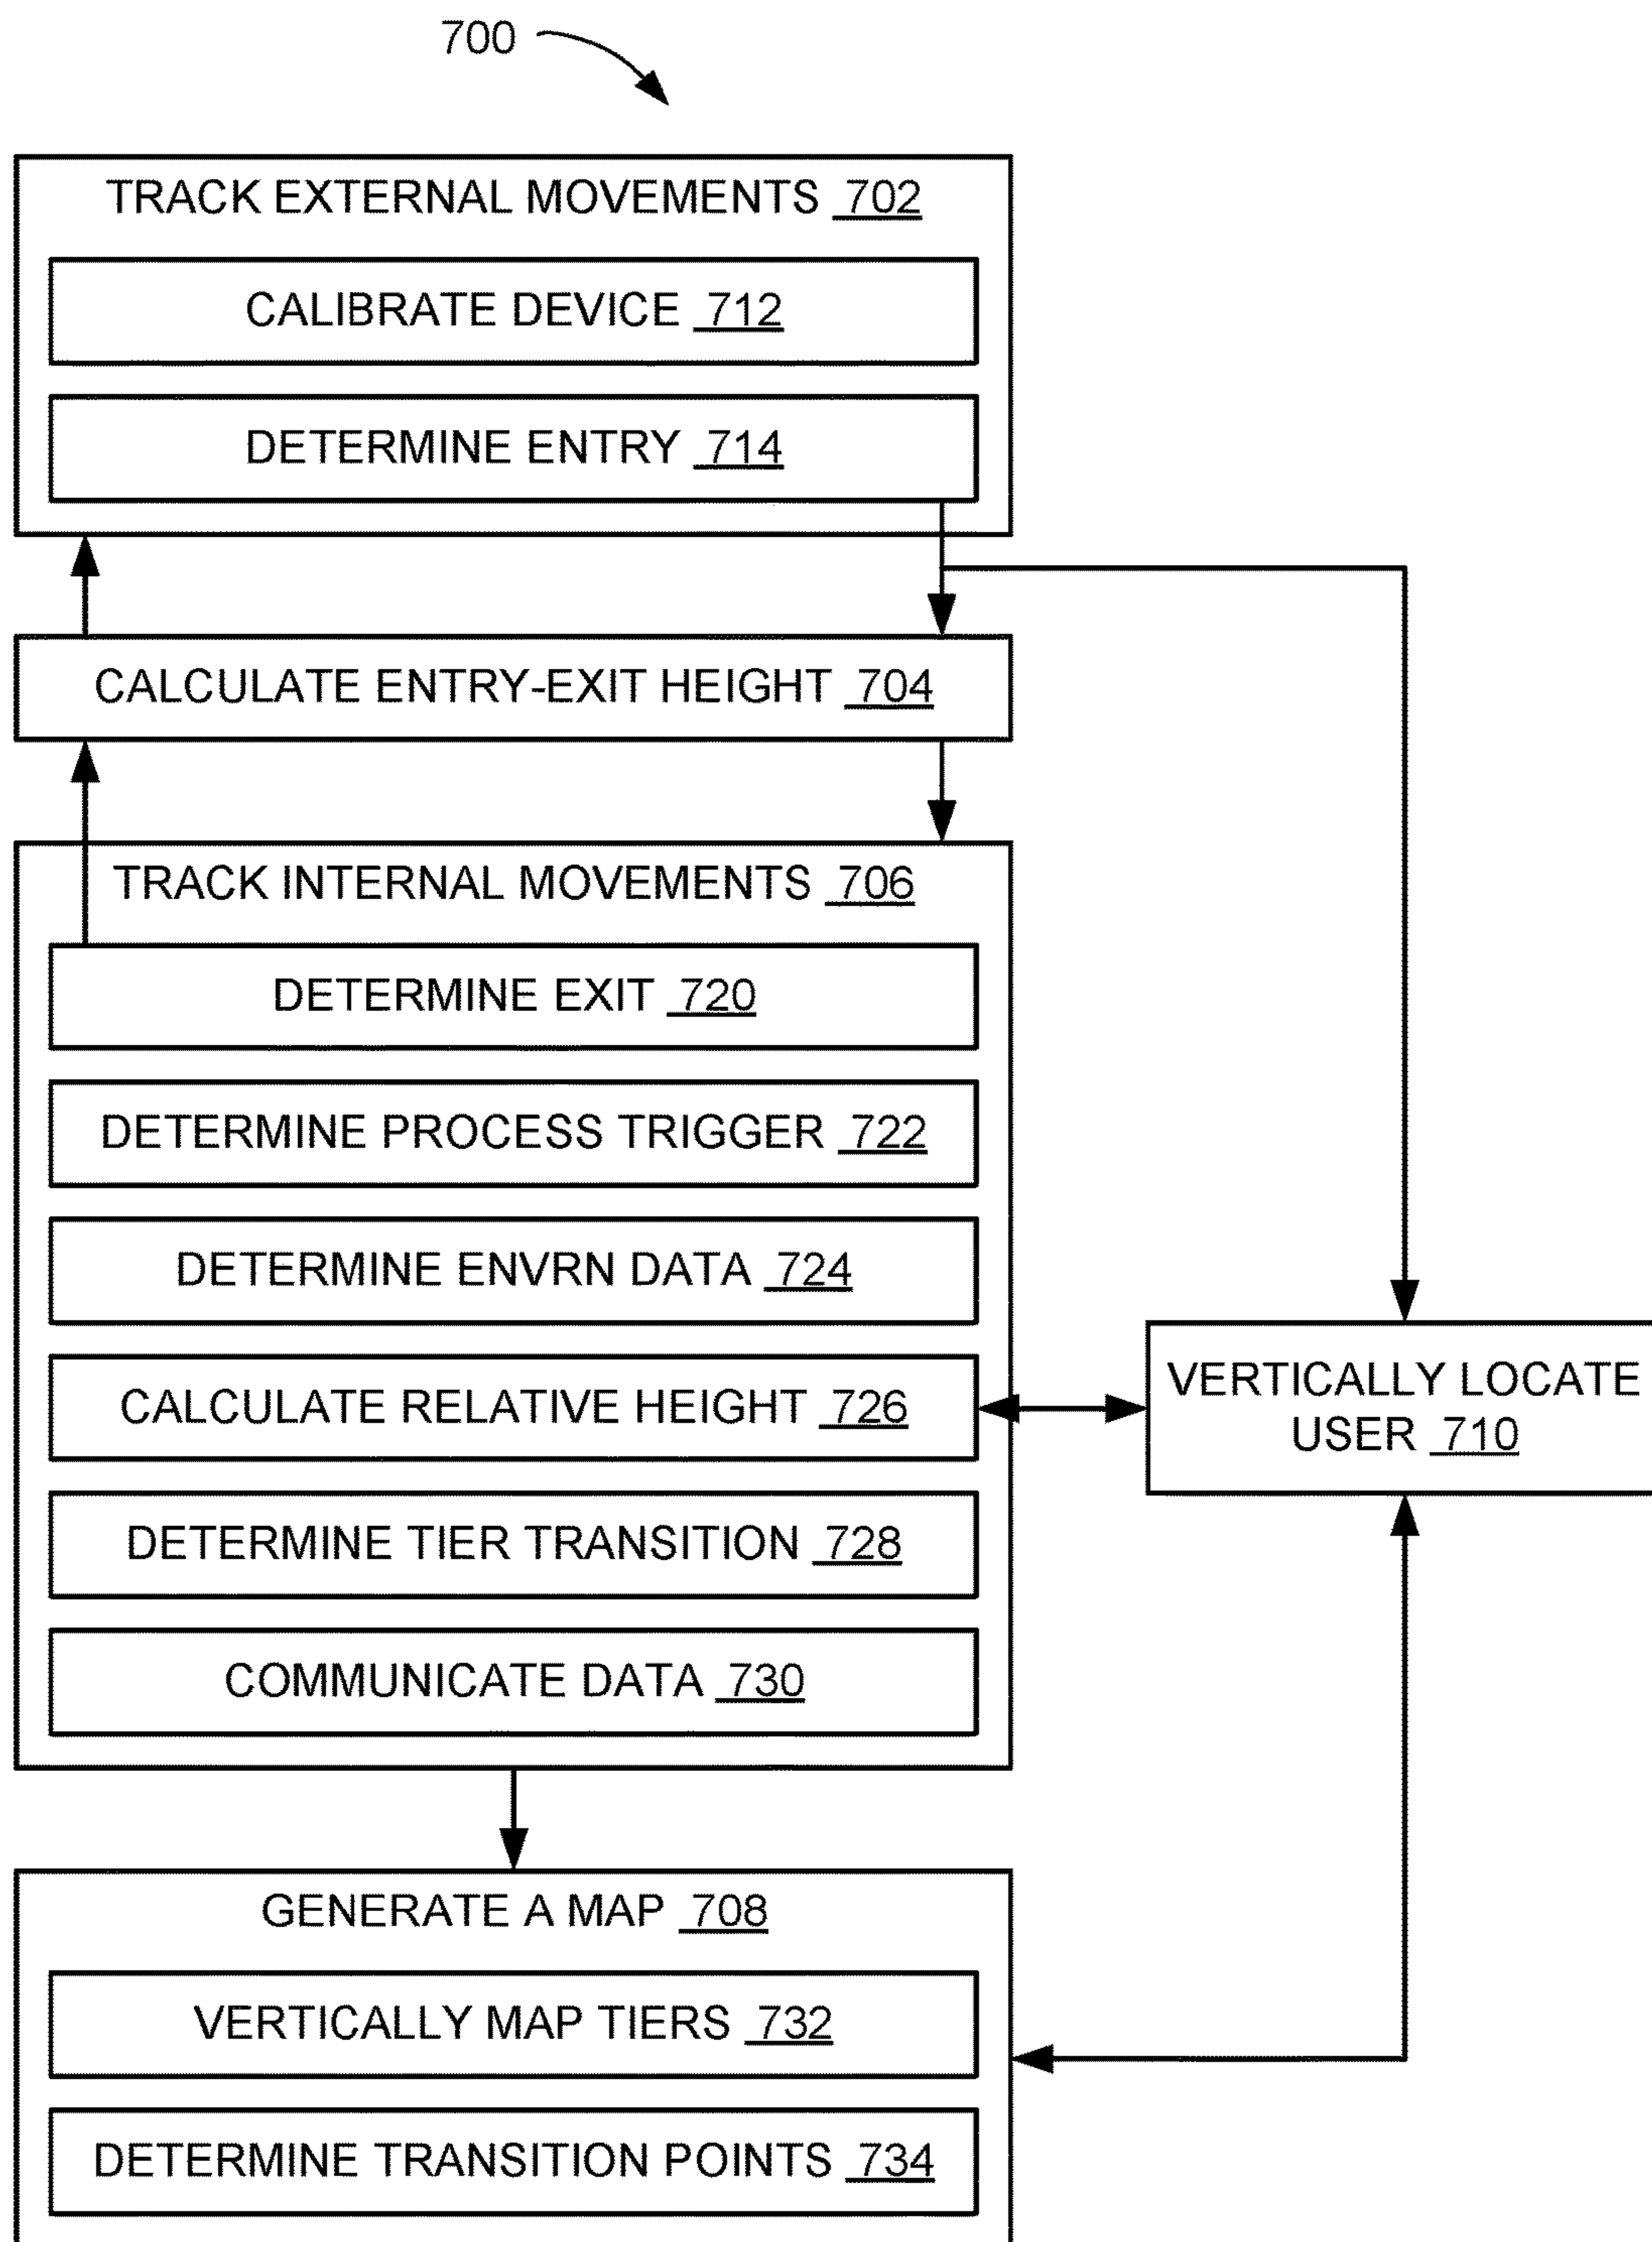 700
TRACK EXTERNAL MOVEMENTS 702
CALIBRATE DEVICE 712
DETERMINE ENTRY 714
CALCULATE ENTRY-EXIT HEIGHT 704
TRACK INTERNAL MOVEMENTS 706
DETERMINE EXIT 720
DETERMINE PROCESS TRIGGER 722
DETERMINE ENVRN DATA 724
CALCULATE RELATIVE HEIGHT 726
VERTICALLY LOCATE
USER 710
DETERMINE TIER TRANSITION 728
COMMUNICATE DATA 730
GENERATE A MAP 708
VERTICALLY MAP TIERS 732
DETERMINE TRANSITION POINTS 734